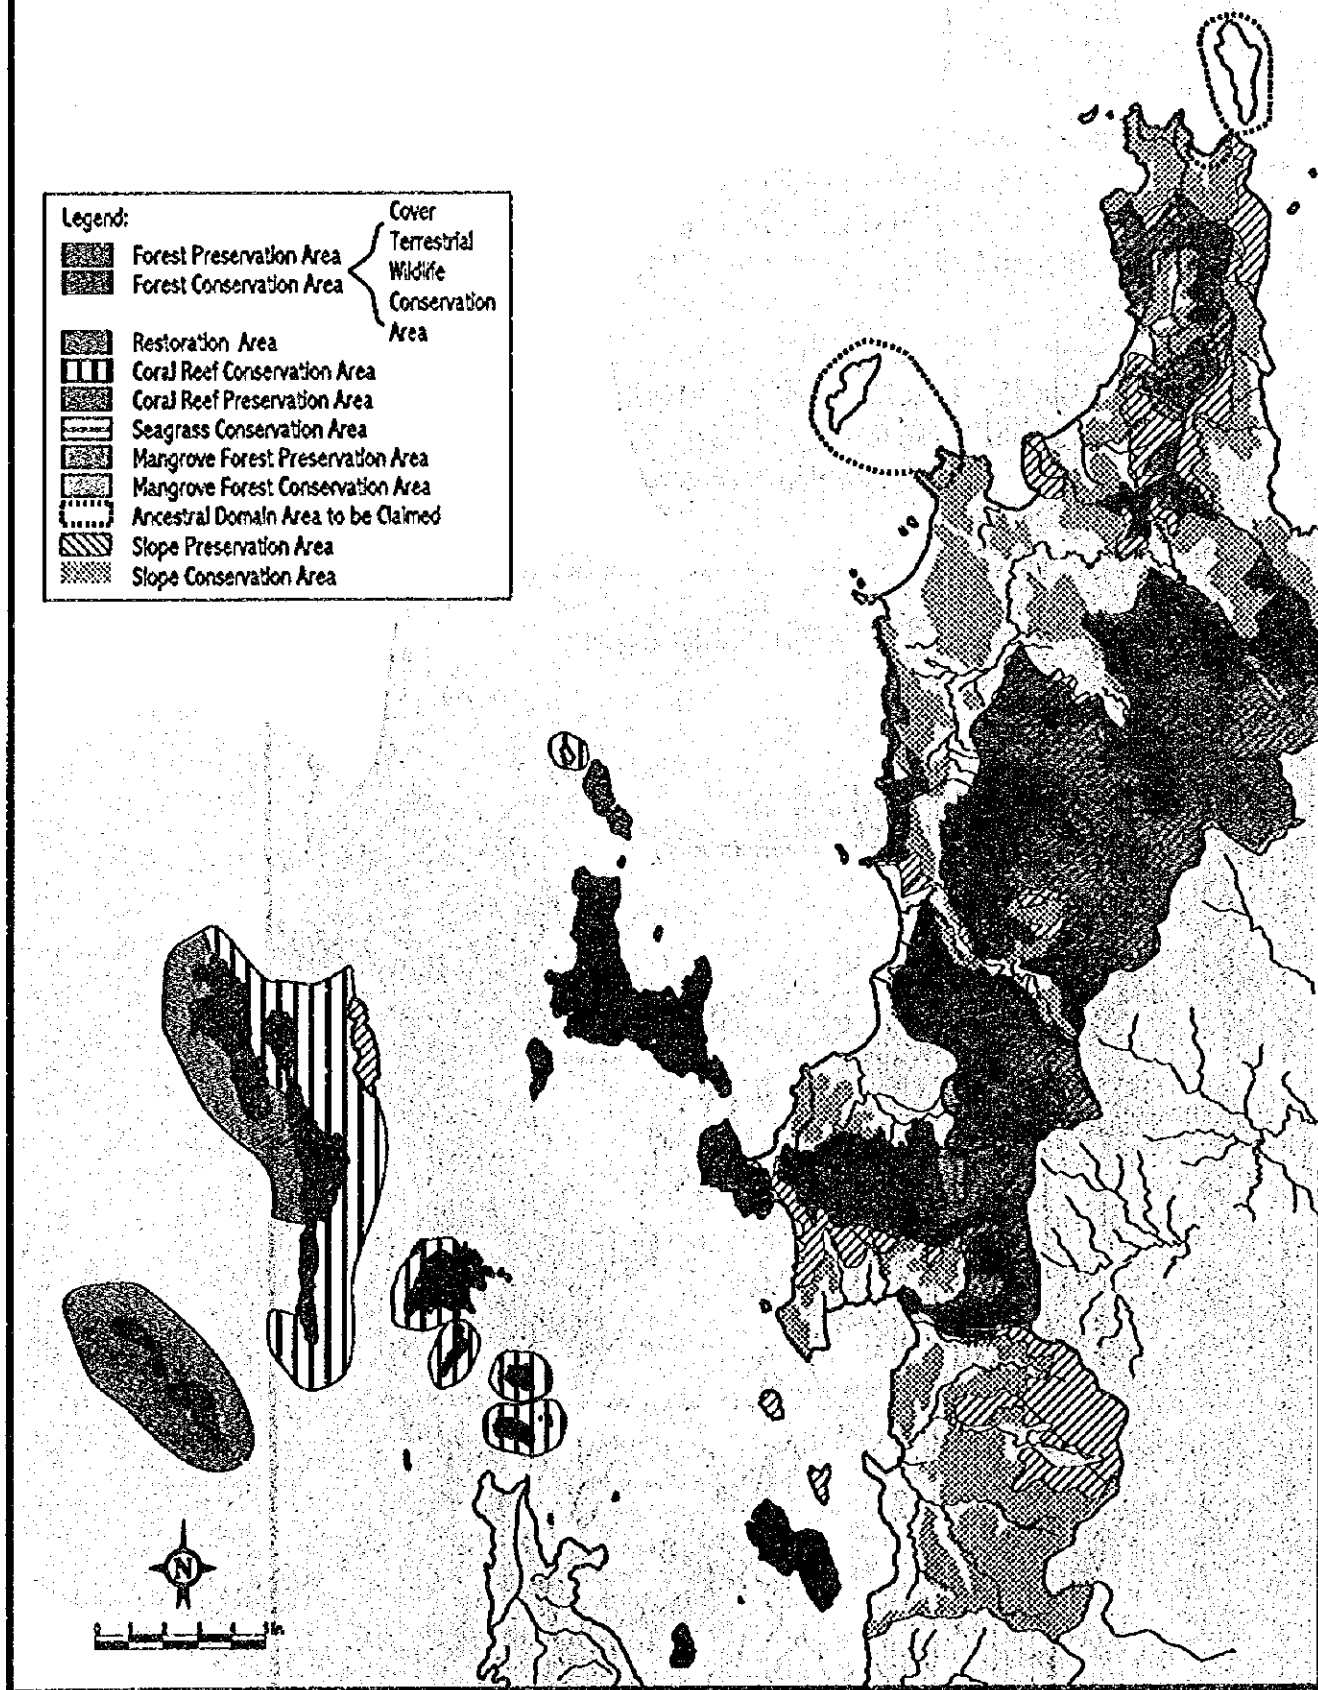 Legend:
Forest Preservation Area
Forest Conservation Area
Cover
Terrestrial
Wildlife
Conservation
Area
Restoration Area
Coral Reef Conservation Area
Coral Reef Preservation Area
Seagrass Conservation Area
Mangrove Forest Preservation Area
Mangrove Forest Conservation Area
Ancestral Domain Area to be Claimed
Slope Preservation Area
Slope Conservation Area
N